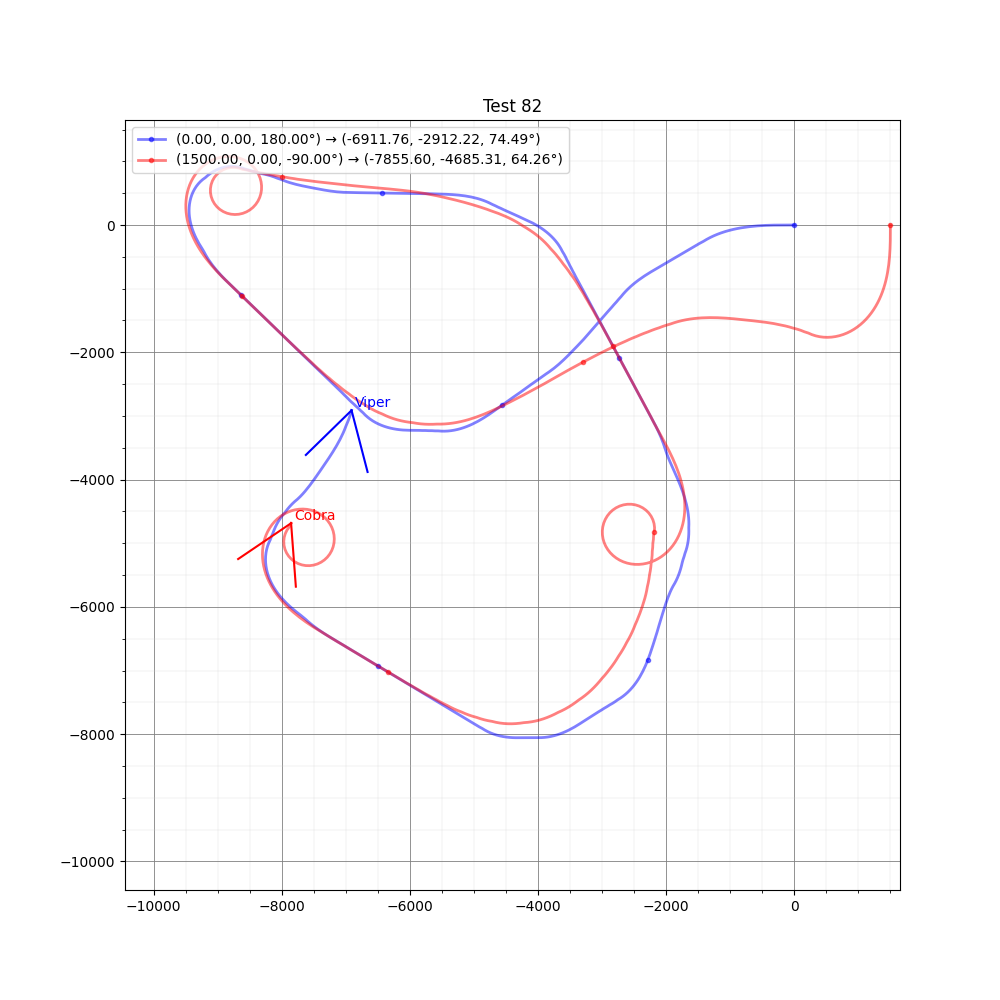 Test 82
(0.00, 0.00, 180.00°) → (-6911.76, -2912.22, 74.49°)
(1500.00, 0.00, -90.00°) → (-7855.60, -4685.31, 64.26°)
0
−2000
Viper
−4000
Cobra
−6000
−8000
−10000
−10000 −8000 −6000 −4000 −2000 0